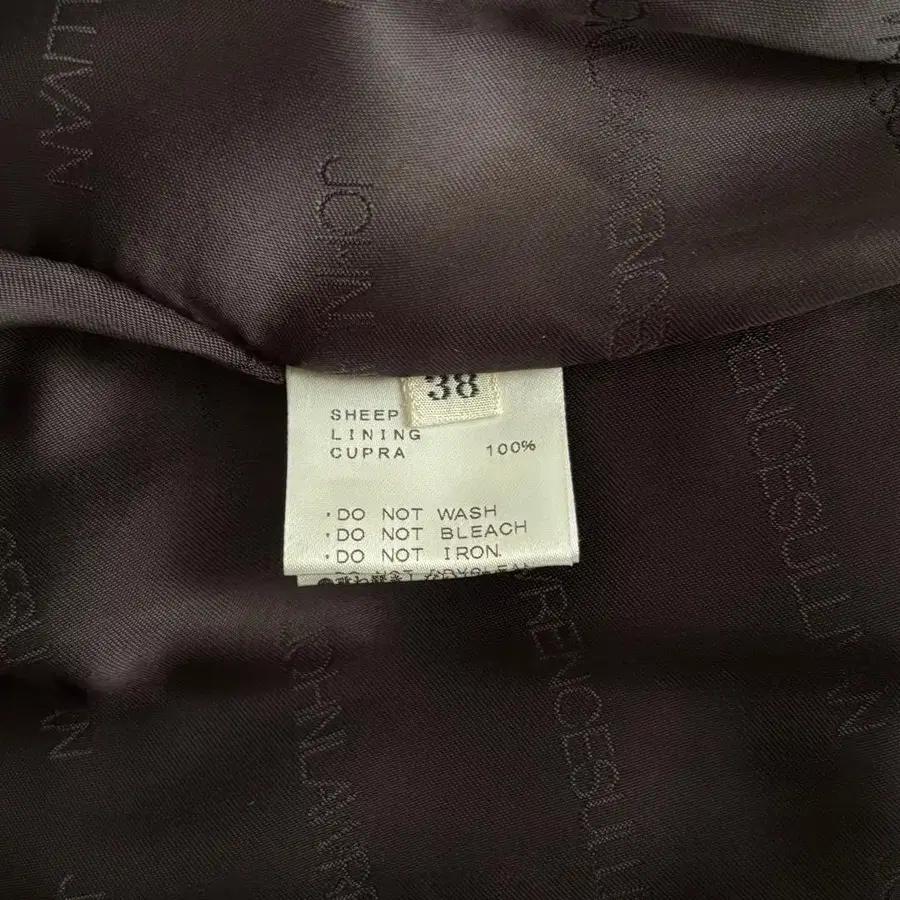 JOHN LAWRENCE SULLIVAN
38
SHEEP
LINING
CUPRA 100%
・DO NOT WASH
・DO NOT BLEACH
・DO NOT IRON.